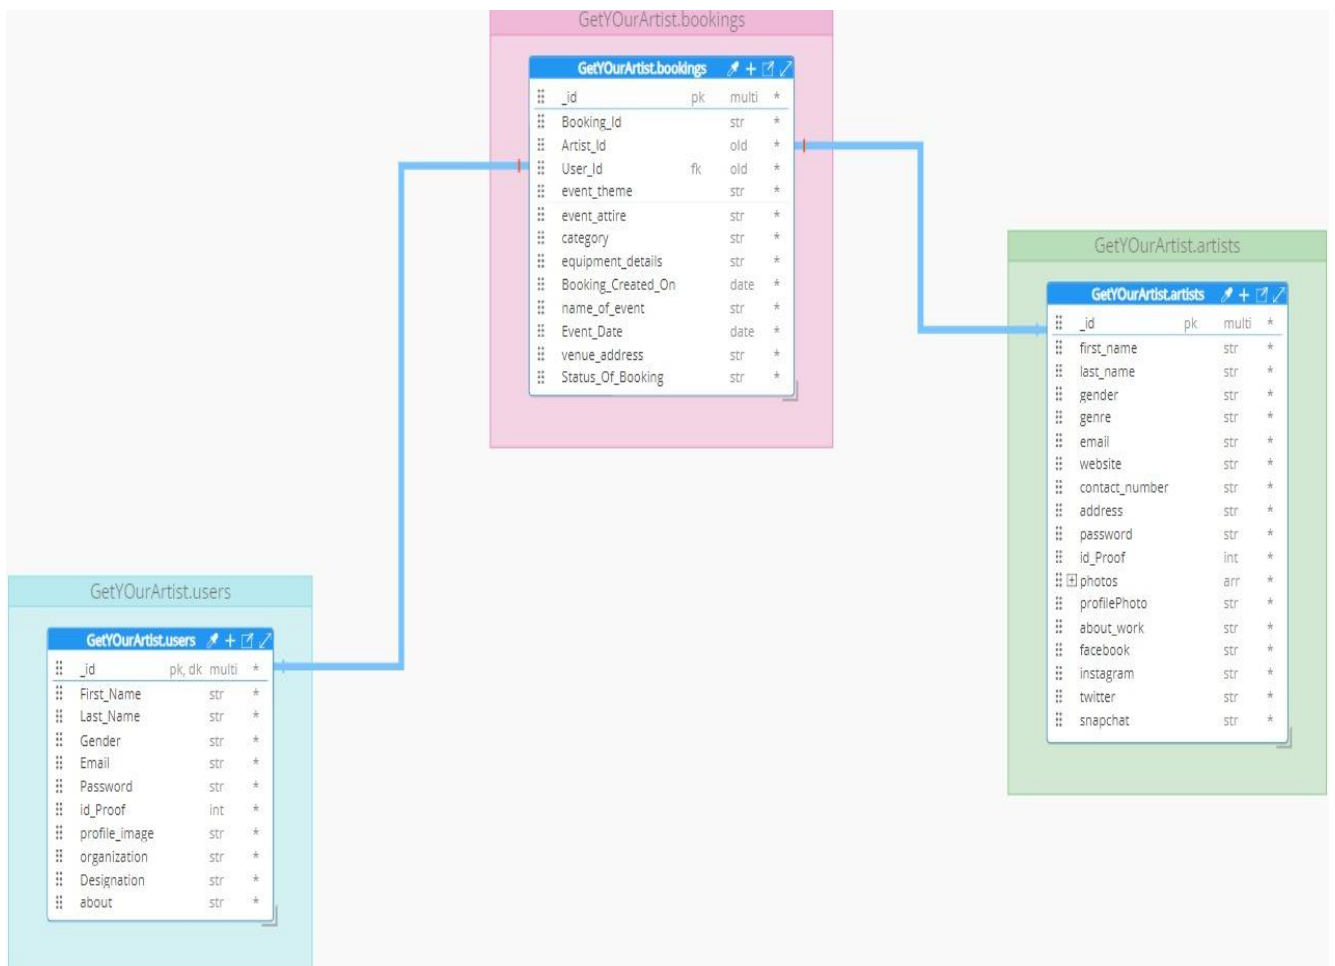 GetYOurArtist.bookings
GetYOurArtist.bookings
_id pk multi *
Booking_Id str *
Artist_Id old *
User_Id fk old *
event_theme str *
event_attire str *
category str *
equipment_details str *
Booking_Created_On date *
name_of_event str *
Event_Date date *
venue_address str *
Status_Of_Booking str *
GetYOurArtist.artists
GetYOurArtist.artists
_id pk multi *
first_name str *
last_name str *
gender str *
genre str *
email str *
website str *
contact_number str *
address str *
password str *
id_Proof int *
photos arr *
profilePhoto str *
about_work str *
facebook str *
instagram str *
twitter str *
snapchat str *
GetYOurArtist.users
GetYOurArtist.users
_id pk, dk multi *
First_Name str *
Last_Name str *
Gender str *
Email str *
Password str *
id_Proof int *
profile_image str *
organization str *
Designation str *
about str *